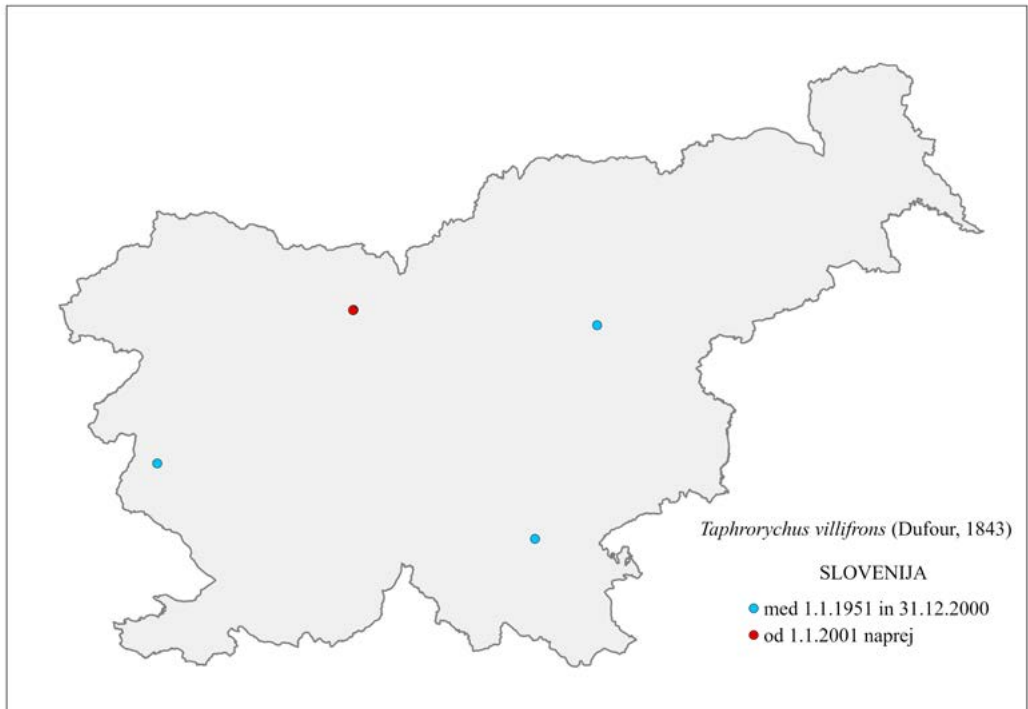 Taphrorychus villifrons (Dufour, 1843)
SLOVENIJA
med 1.1.1951 in 31.12.2000
od 1.1.2001 naprej